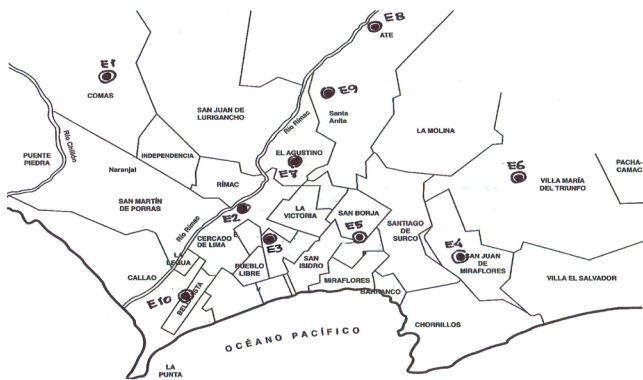 E8
ATE
E1
COMAS
E9
Santa
Anita
SAN JUAN DE
LURIGANCHO
Río Rímac
LA MOLINA
Río Chillón
PUENTE
PIEDRA
Naranjal
INDEPENDENCIA
EL AGUSTINO
E7
E6
VILLA MARÍA
DEL TRIUNFO
PACHA-
CAMAC
RÍMAC
SAN MARTÍN
DE PORRAS
E2
LA
VICTORIA
SAN BORJA
E5
SANTIAGO
DE
SURCO
Río Rímac
CERCADO
DE LIMA
E
E3
E4
SAN JUAN
DE
MIRAFLORES
LA
LEGUA
PUEBLO
LIBRE
SAN
ISIDRO
CALLAO
E10
BELLAVISTA
MIRAFLORES
BARRANCO
VILLA EL SALVADOR
CHORRILLOS
OCÉANO PACÍFICO
LA
PUNTA